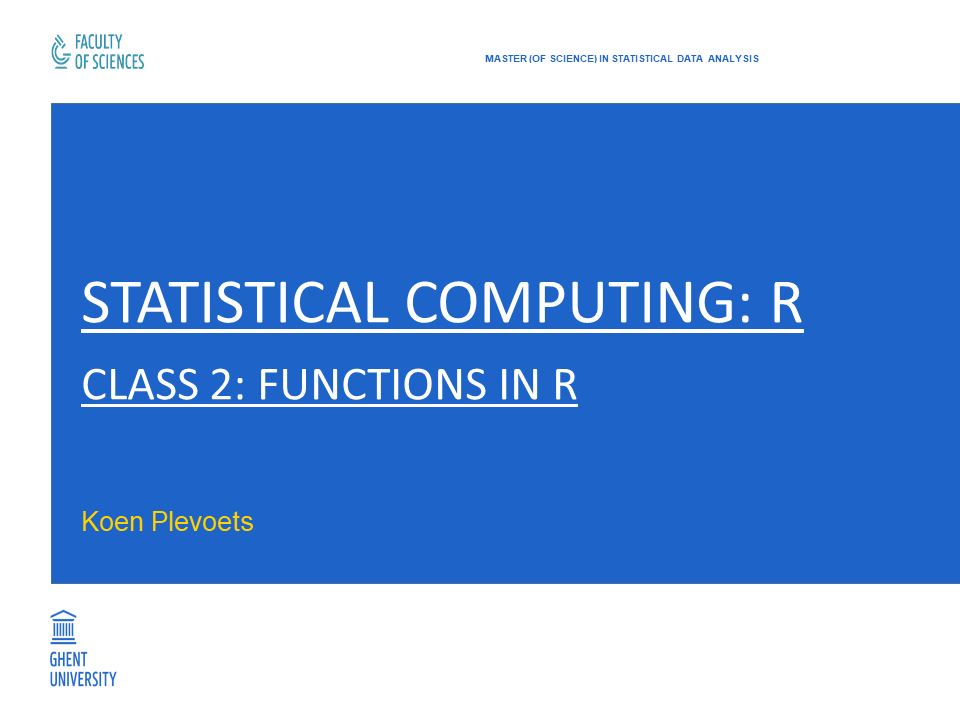 FACULTY
OF SCIENCES
MASTER (OF SCIENCE) IN STATISTICAL DATA ANALYSIS
STATISTICAL COMPUTING: R
CLASS 2: FUNCTIONS IN R
Koen Plevoets
GHENT
UNIVERSITY